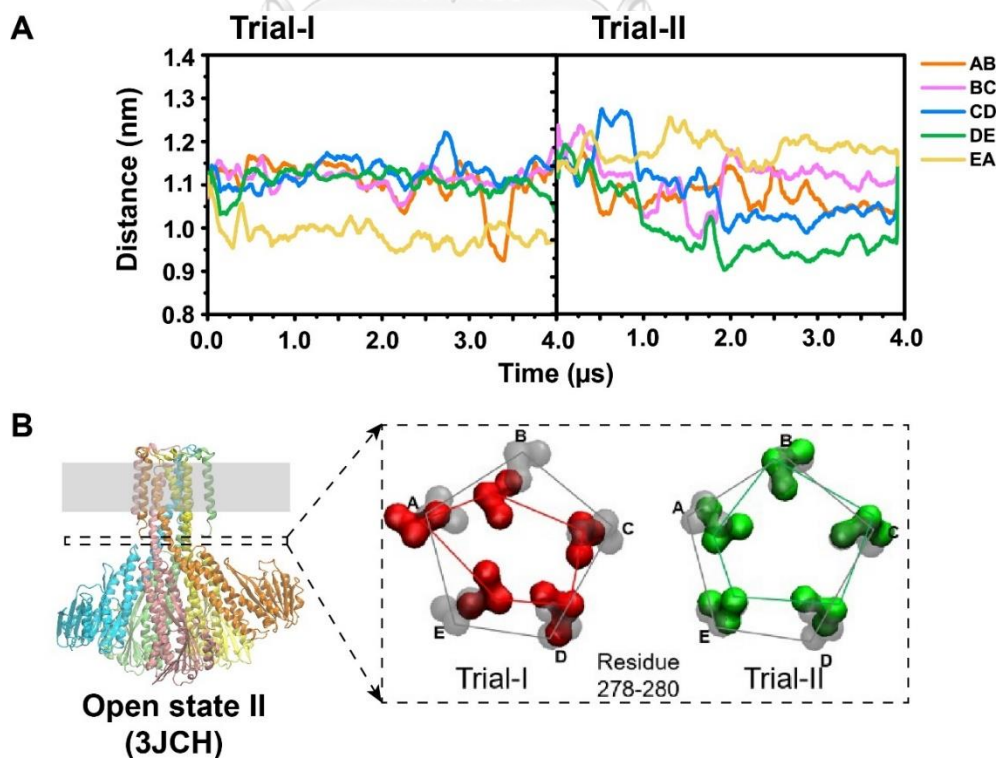 A
Trial-I
Trial-II
Distance (nm)
1.4
1.3
1.2
1.1
1.0
0.9
0.8
AB
BC
CD
DE
EA
0.0 1.0 2.0 3.0 4.0 1.0 2.0 3.0 4.0
Time (µs)
B
Open state II
(3JCH)
B
A
C
E
D
Trial-I
Residue
278-280
B
A
C
E
D
Trial-II